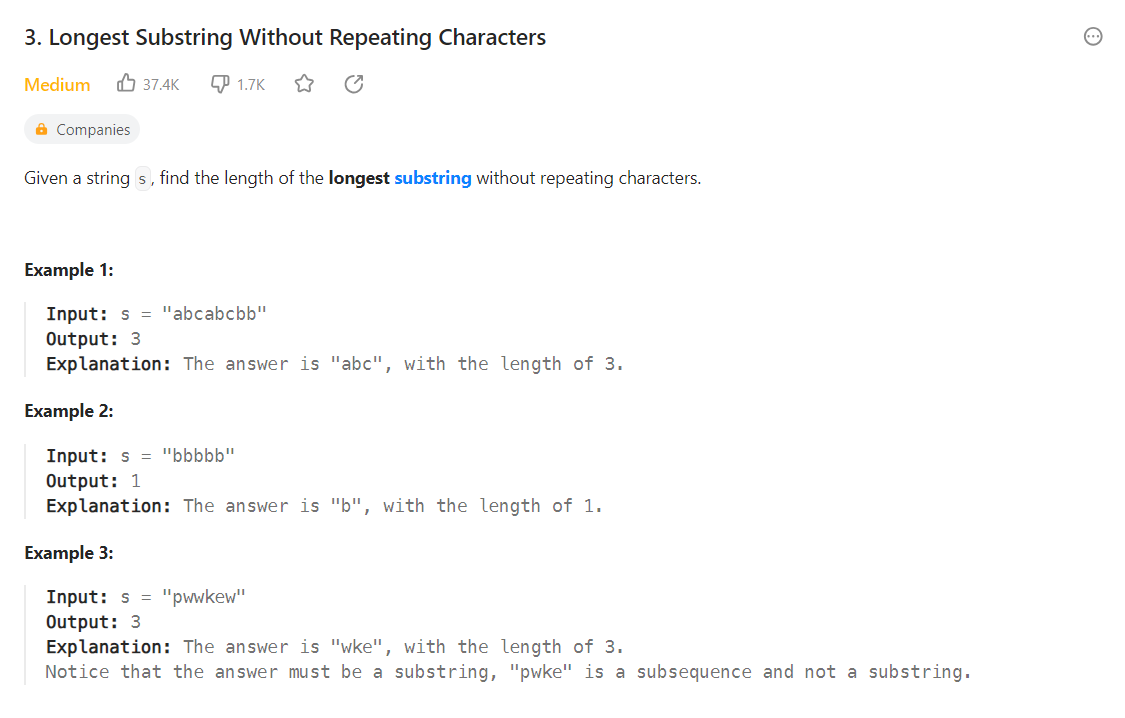 3. Longest Substring Without Repeating Characters
Medium 37.4K 1.7K
Companies
Given a string s, find the length of the longest substring without repeating characters.
Example 1:
Input: s = "abcabcbb"
Output: 3
Explanation: The answer is "abc", with the length of 3.
Example 2:
Input: s = "bbbbb"
Output: 1
Explanation: The answer is "b", with the length of 1.
Example 3:
Input: s = "pwwkew"
Output: 3
Explanation: The answer is "wke", with the length of 3.
Notice that the answer must be a substring, "pwke" is a subsequence and not a substring.